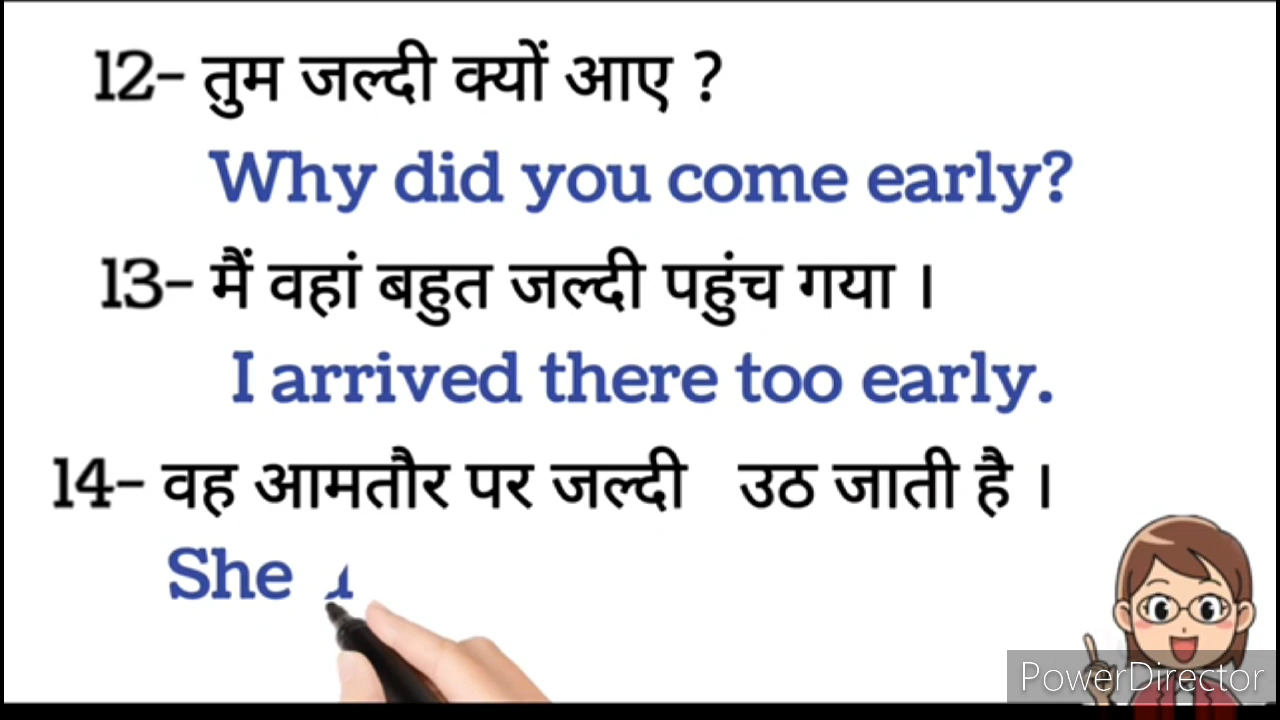 12- तुम जल्दी क्यों आए ?
Why did you come early?
13- मैं वहां बहुत जल्दी पहुंच गया ।
I arrived there too early.
14- वह आमतौर पर जल्दी उठ जाती है ।
She
PowerDirector